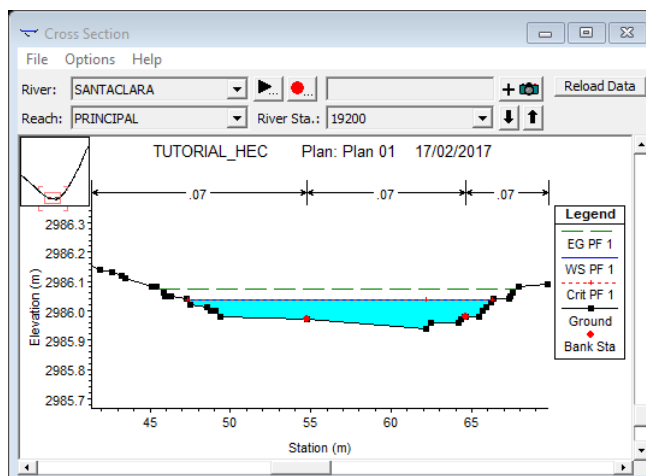 Cross Section
File Options Help
River: SANTACLARA
Reload Data
Reach: PRINCIPAL River Sta.: 19200
TUTORIAL_HEC Plan: Plan 01 17/02/2017
.07 .07 .07
Legend
EG PF 1
WS PF 1
Crit PF 1
Ground
Bank Sta
Elevation (m)
2986.3
2986.2
2986.1
2986.0
2985.9
2985.8
2985.7
45 50 55 60 65
Station (m)